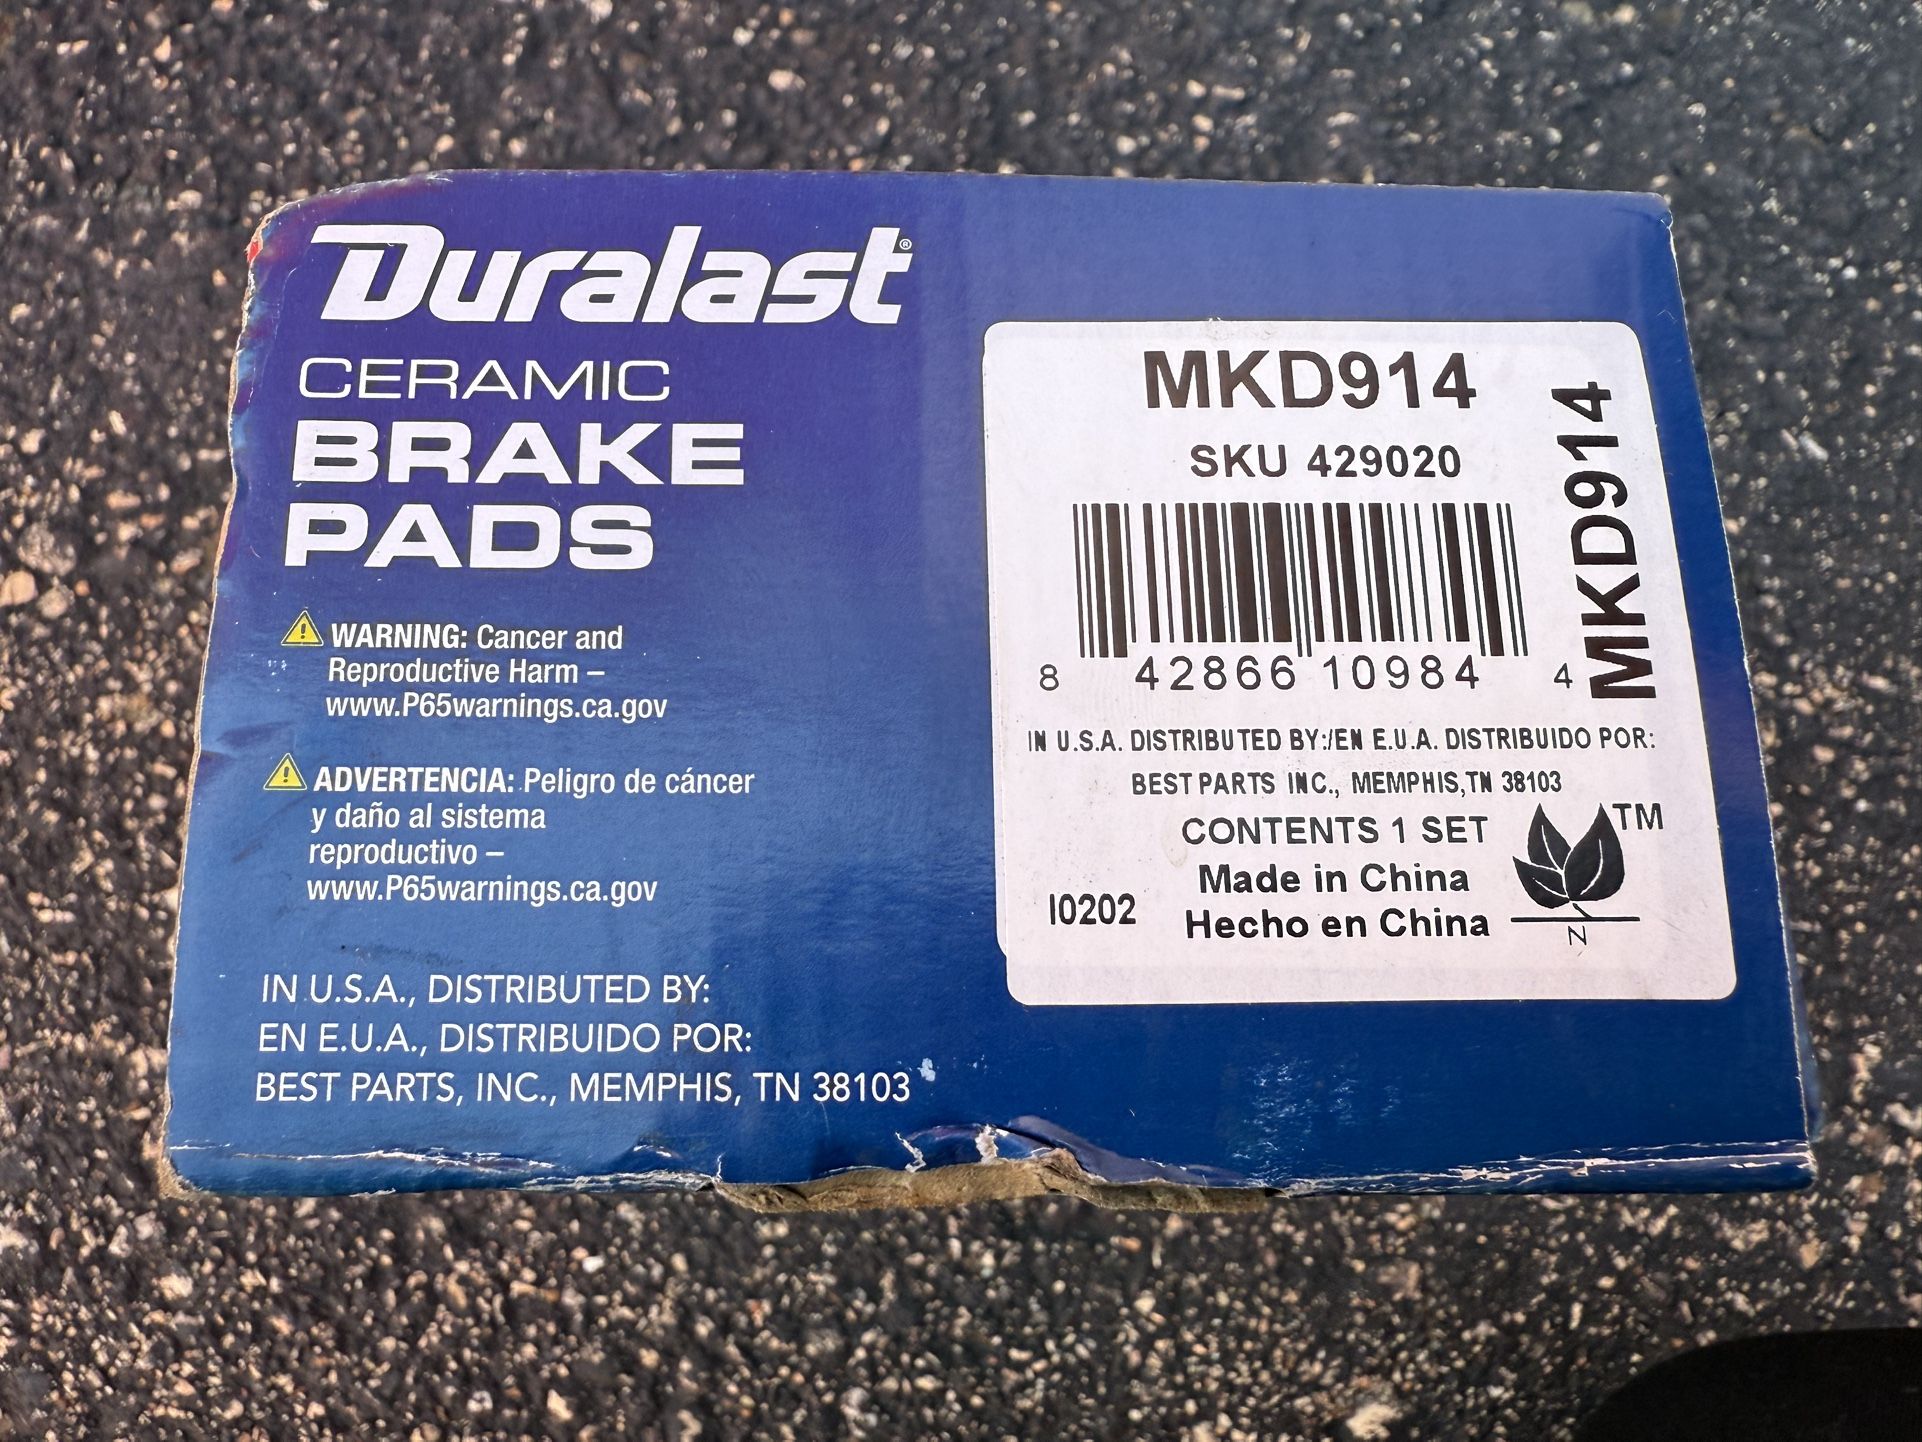 Duralast®
CERAMIC
BRAKE
PADS
WARNING: Cancer and
Reproductive Harm –
www.P65warnings.ca.gov
ADVERTENCIA: Peligro de cáncer
y daño al sistema
reproductivo –
www.P65warnings.ca.gov
IN U.S.A., DISTRIBUTED BY:
EN E.U.A., DISTRIBUIDO POR:
BEST PARTS, INC., MEMPHIS, TN 38103
MKD914
SKU 429020
8 42866 10984 4
MKD914
IN U.S.A. DISTRIBUTED BY:/EN E.U.A. DISTRIBUIDO POR:
BEST PARTS INC., MEMPHIS,TN 38103
CONTENTS 1 SET
Made in China
Hecho en China
I0202
TM
N